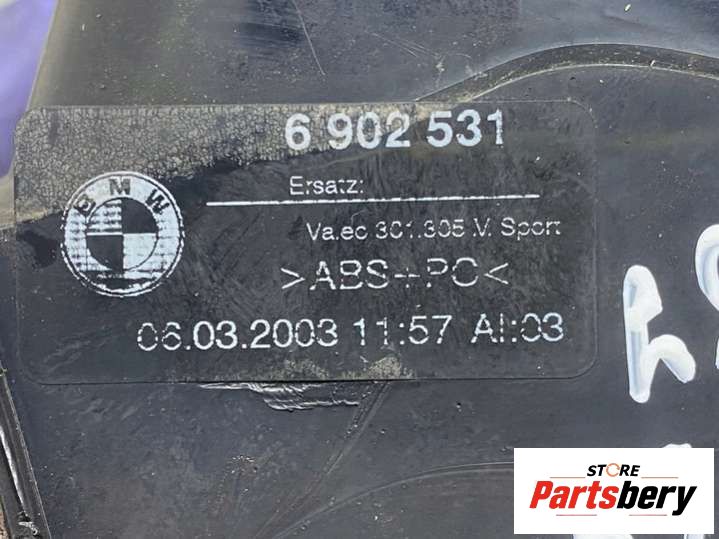 6 902 531
BMW
Ersatz:
Va.ec 301.305 V. Sport
>ABS+PC<
06.03.2003 11:57 AI:03
STORE
Partsbery